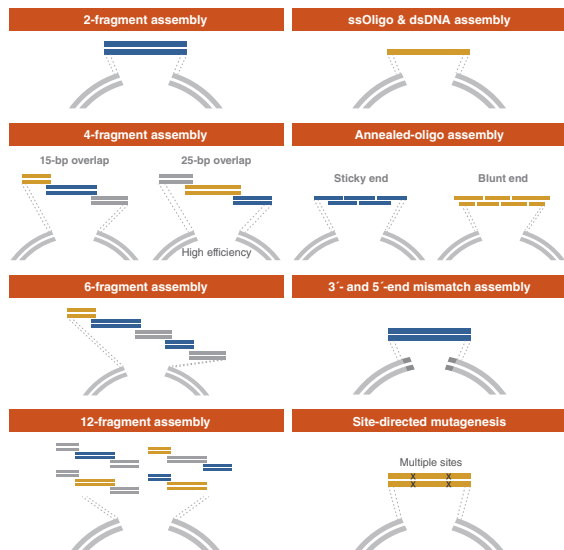 2-fragment assembly
ssOligo & dsDNA assembly
4-fragment assembly
15-bp overlap
25-bp overlap
High efficiency
Annealed-oligo assembly
Sticky end
Blunt end
6-fragment assembly
3´- and 5´-end mismatch assembly
12-fragment assembly
Site-directed mutagenesis
Multiple sites
X X
X X